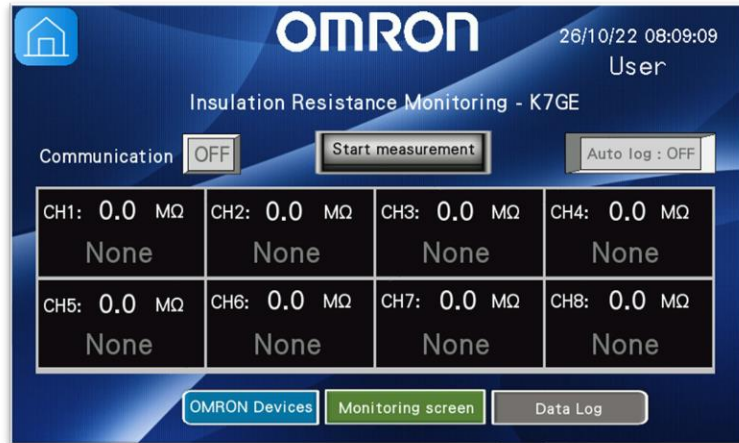 OMRON
26/10/22 08:09:09
User
Insulation Resistance Monitoring - K7GE
Communication OFF
Start measurement
Auto log : OFF
CH1: 0.0 MΩ CH2: 0.0 MΩ CH3: 0.0 MΩ CH4: 0.0 MΩ
None None None None
CH5: 0.0 MΩ CH6: 0.0 MΩ CH7: 0.0 MΩ CH8: 0.0 MΩ
None None None None
OMRON Devices Monitoring screen Data Log